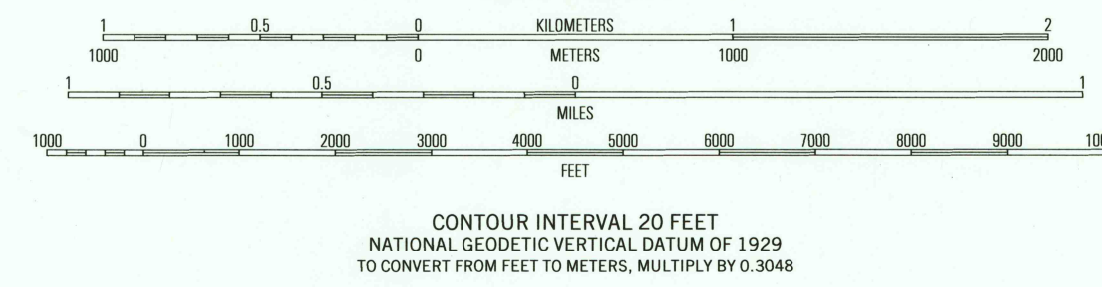 1 0.5 0 KILOMETERS 1 2
1000 0 METERS 1000 2000
1 0.5 0 1
MILES
1000 0 1000 2000 3000 4000 5000 6000 7000 8000 9000
FEET
CONTOUR INTERVAL 20 FEET
NATIONAL GEODETIC VERTICAL DATUM OF 1929
TO CONVERT FROM FEET TO METERS, MULTIPLY BY 0.3048